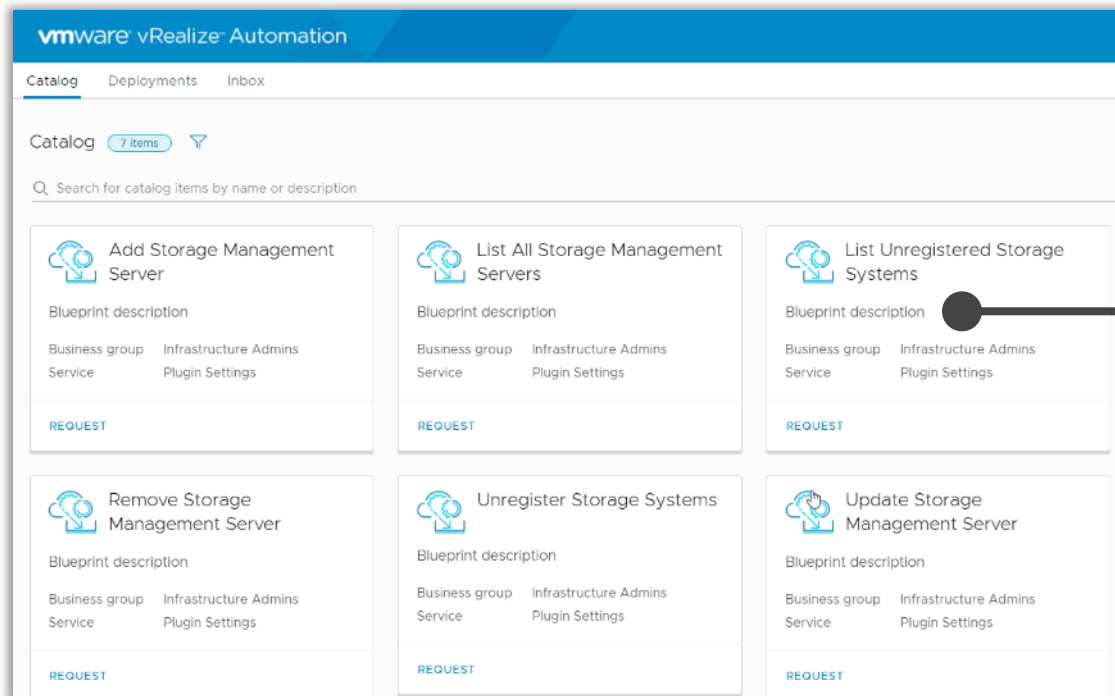 vmware vRealize Automation
Catalog Deployments Inbox
Catalog 7 items
Search for catalog items by name or description
Add Storage Management
Server
Blueprint description
Business group Infrastructure Admins
Service Plugin Settings
REQUEST
List All Storage Management
Servers
Blueprint description
Business group Infrastructure Admins
Service Plugin Settings
REQUEST
List Unregistered Storage
Systems
Blueprint description
Business group Infrastructure Admins
Service Plugin Settings
REQUEST
Remove Storage
Management Server
Blueprint description
Business group Infrastructure Admins
Service Plugin Settings
REQUEST
Unregister Storage Systems
Blueprint description
Business group Infrastructure Admins
Service Plugin Settings
REQUEST
Update Storage
Management Server
Blueprint description
Business group Infrastructure Admins
Service Plugin Settings
REQUEST